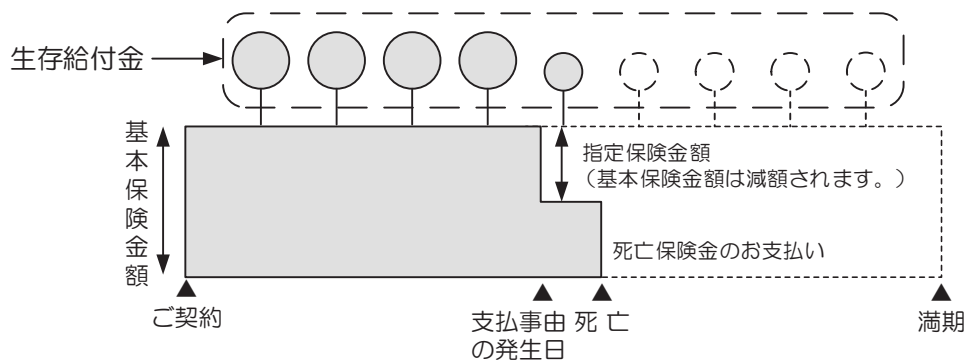 生存給付金
基本保険金額
指定保険金額
（基本保険金額は減額されます。）
死亡保険金のお支払い
ご契約
支払事由
の発生日
死 亡
満期